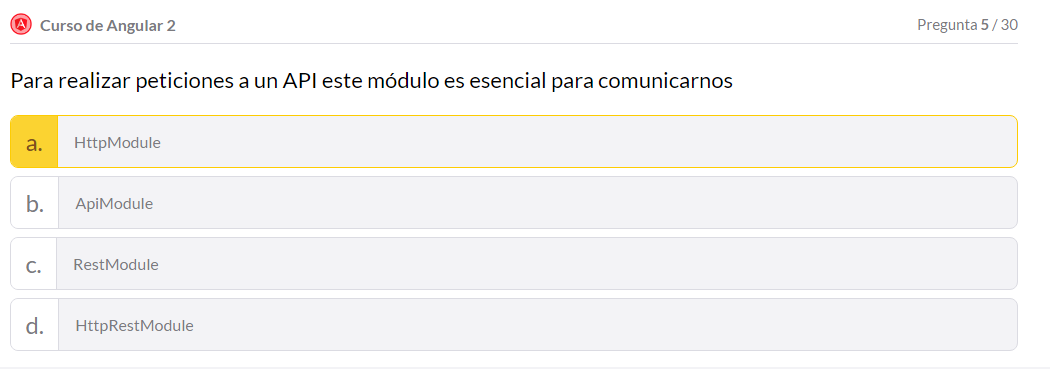 Curso de Angular 2
Pregunta 5 / 30
Para realizar peticiones a un API este módulo es esencial para comunicarnos
a. HttpModule
b. ApiModule
c. RestModule
d. HttpRestModule